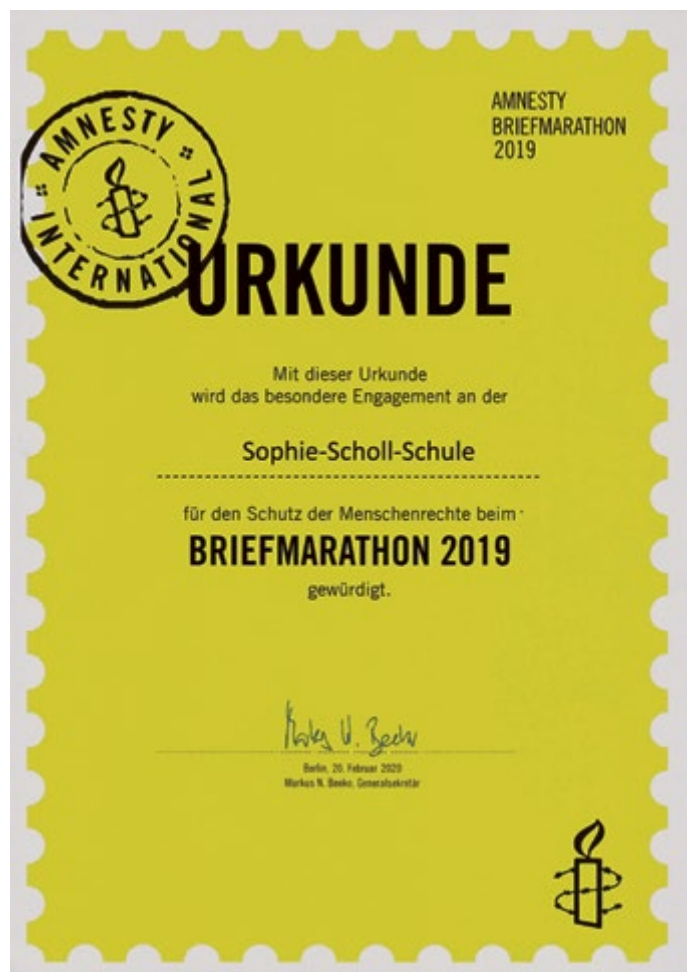 AMNESTY
INTERNATIONAL
AMNESTY
BRIEFMARATHON
2019
URKUNDE
Mit dieser Urkunde
wird das besondere Engagement an der
Sophie-Scholl-Schule
für den Schutz der Menschenrechte beim
BRIEFMARATHON 2019
gewürdigt.
Berlin, 20. Februar 2020
Markus N. Beeko, Generalsekretär